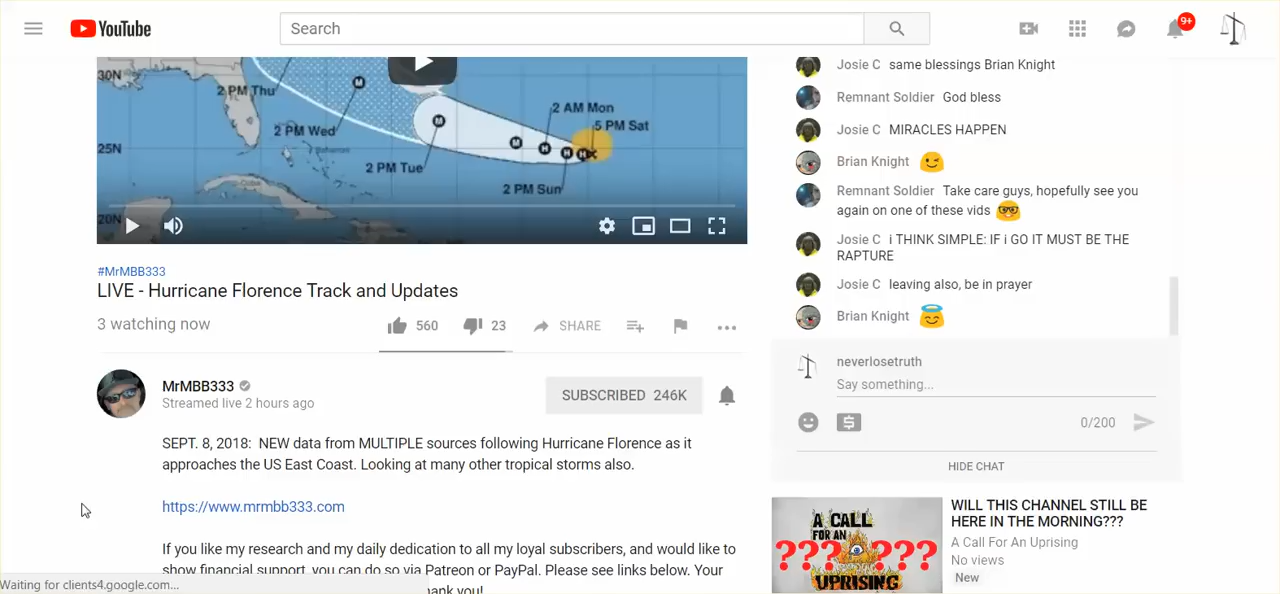 YouTube
Search
9+
30N
2 PM Thu
2 AM Mon
5 PM Sat
2 PM Wed
25N
2 PM Tue
2 PM Sun
20N
M
M
M
H
H
H
#MrMBB333
LIVE - Hurricane Florence Track and Updates
3 watching now
560
23
SHARE
MrMBB333
Streamed live 2 hours ago
SUBSCRIBED 246K
SEPT. 8, 2018: NEW data from MULTIPLE sources following Hurricane Florence as it
approaches the US East Coast. Looking at many other tropical storms also.
https://www.mrmbb333.com
If you like my research and my daily dedication to all my loyal subscribers, and would like to
show financial support, you can do so via Patreon or PayPal. Please see links below. Your
thank you!
Waiting for clients4.google.com...
Josie C same blessings Brian Knight
Remnant Soldier God bless
Josie C MIRACLES HAPPEN
Brian Knight 😉
Remnant Soldier Take care guys, hopefully see you
again on one of these vids 🤓
Josie C i THINK SIMPLE: IF i GO IT MUST BE THE
RAPTURE
Josie C leaving also, be in prayer
Brian Knight 😇
neverlosetruth
Say something...
0/200
HIDE CHAT
A CALL
FOR AN
??? ???
UPRISING
WILL THIS CHANNEL STILL BE
HERE IN THE MORNING???
A Call For An Uprising
No views
New